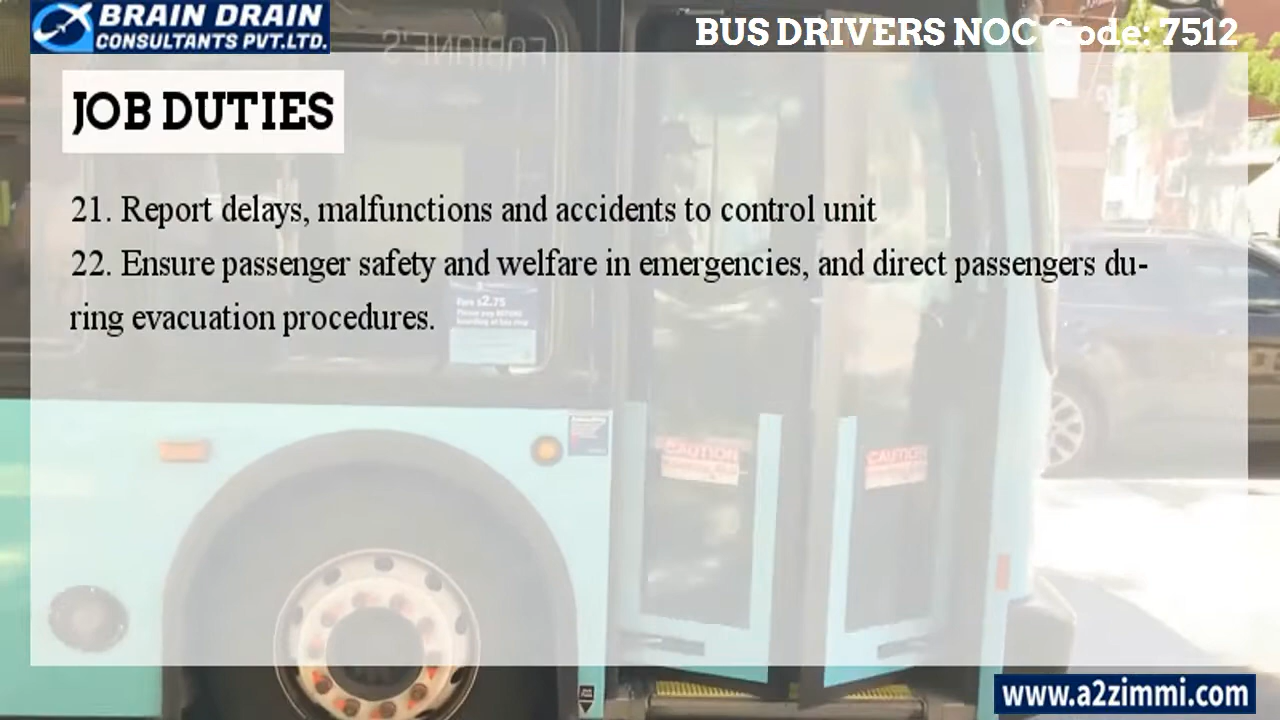 BRAIN DRAIN
CONSULTANTS PVT.LTD.
BUS DRIVERS NOC Code: 7512
JOB DUTIES
21. Report delays, malfunctions and accidents to control unit
22. Ensure passenger safety and welfare in emergencies, and direct passengers du-
ring evacuation procedures.
$2.75
CAUTION
CAUTION
www.a2zimmi.com